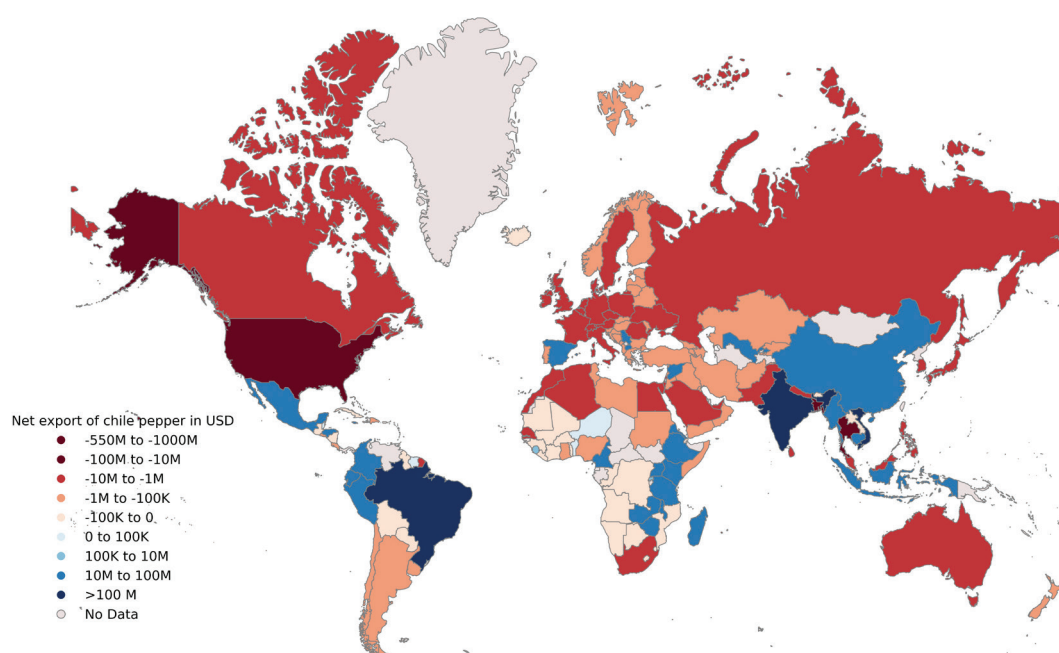 Net export of chile pepper in USD
-550M to -1000M
-100M to -10M
-10M to -1M
-1M to -100K
-100K to 0
0 to 100K
100K to 10M
10M to 100M
>100 M
No Data